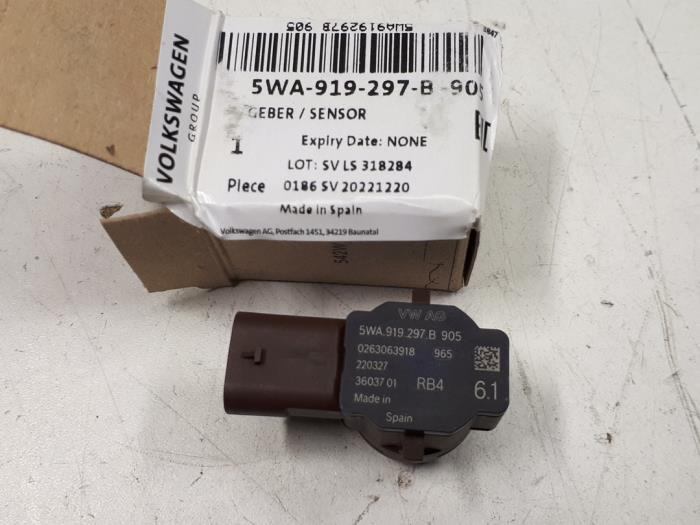 5WA919297B 905
VOLKSWAGEN
GROUP
5WA-919-297-B 905
GEBER / SENSOR
1
Expiry Date: NONE
LOT: SV LS 318284
Piece
0186 SV 20221220
Made in Spain
Volkswagen AG, Postfach 1451, 34219 Baunatal
VW AG
5WA.919.297.B 905
0263063918 965
220327
3603701 RB4 6.1
Made in
Spain